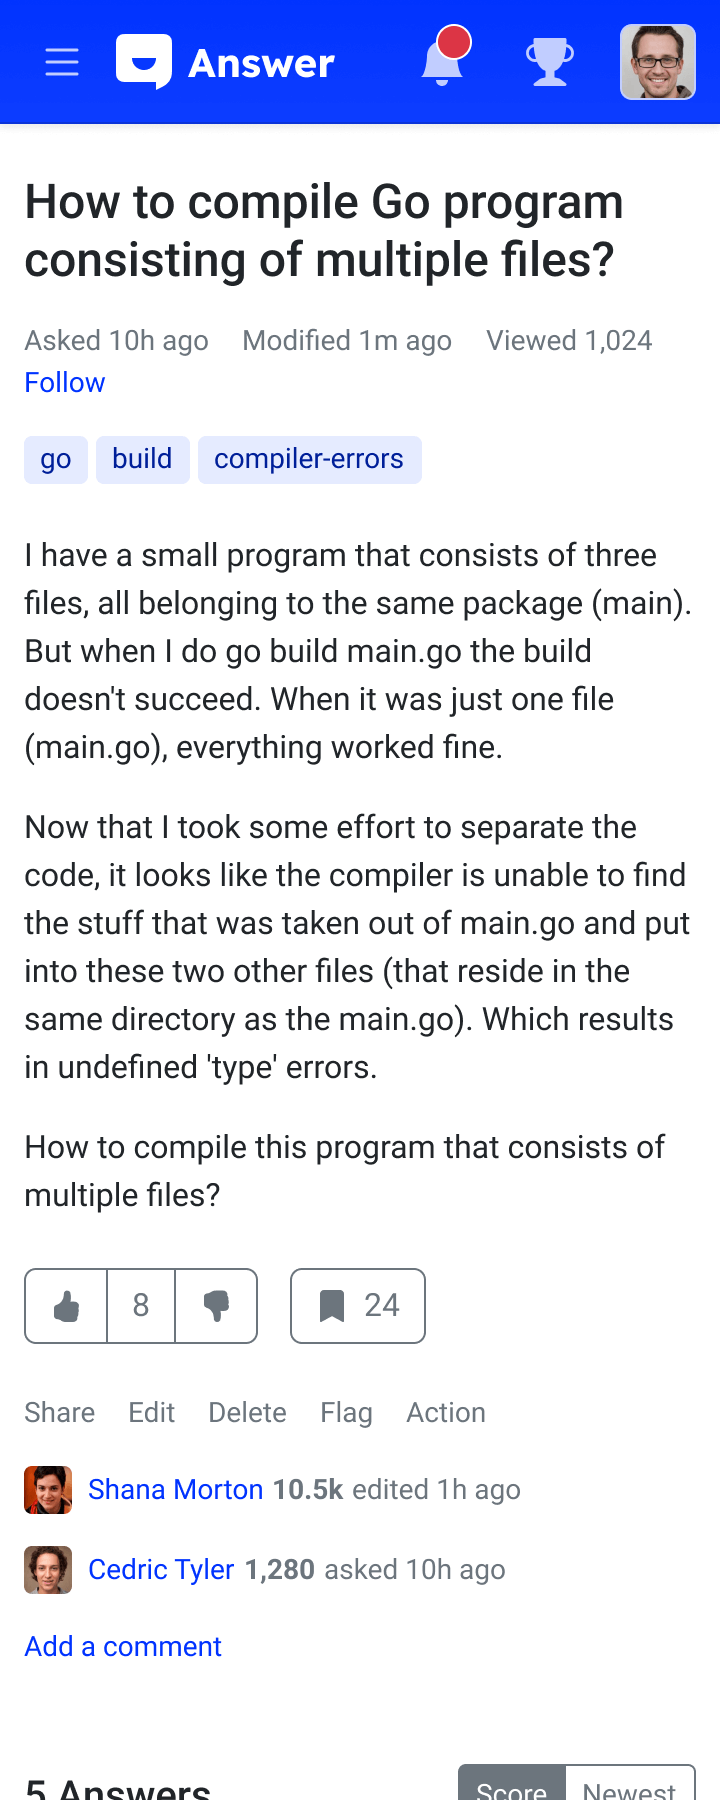 Answer
How to compile Go program
consisting of multiple files?
Asked 10h ago Modified 1m ago Viewed 1,024
Follow
go build compiler-errors
I have a small program that consists of three
files, all belonging to the same package (main).
But when I do go build main.go the build
doesn't succeed. When it was just one file
(main.go), everything worked fine.
Now that I took some effort to separate the
code, it looks like the compiler is unable to find
the stuff that was taken out of main.go and put
into these two other files (that reside in the
same directory as the main.go). Which results
in undefined 'type' errors.
How to compile this program that consists of
multiple files?
8 24
Share Edit Delete Flag Action
Shana Morton 10.5k edited 1h ago
Cedric Tyler 1,280 asked 10h ago
Add a comment
5 Answers Score Newest